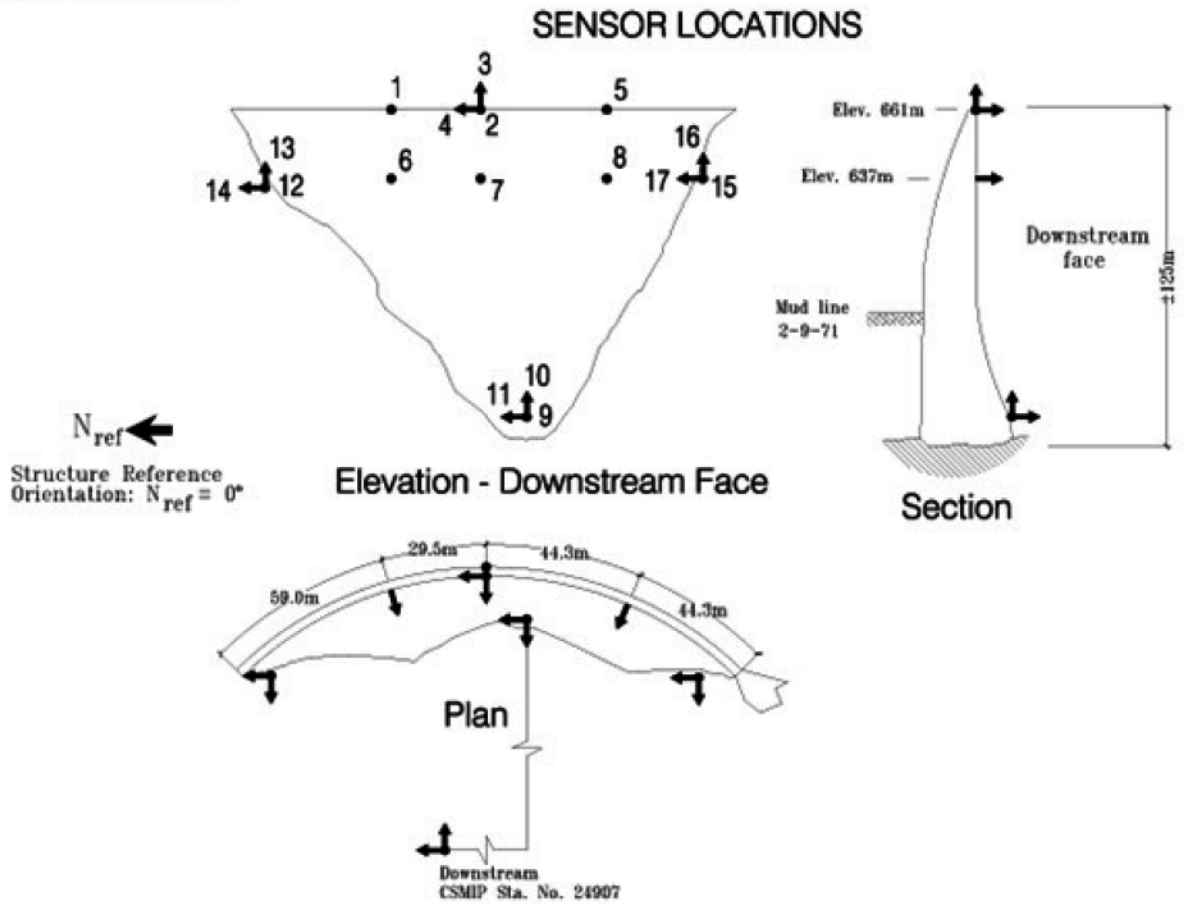 SENSOR LOCATIONS
3
1
5
4
2
16
13
6
8
14
12
7
17
15
10
11
9
Elev. 661m
Elev. 637m
Downstream
face
±125m
Mud line
2-9-71
N ref
Structure Reference
Orientation: N ref = 0°
Elevation - Downstream Face
Section
29.5m
44.3m
59.0m
44.3m
Plan
Downstream
CSMIP Sta. No. 24907